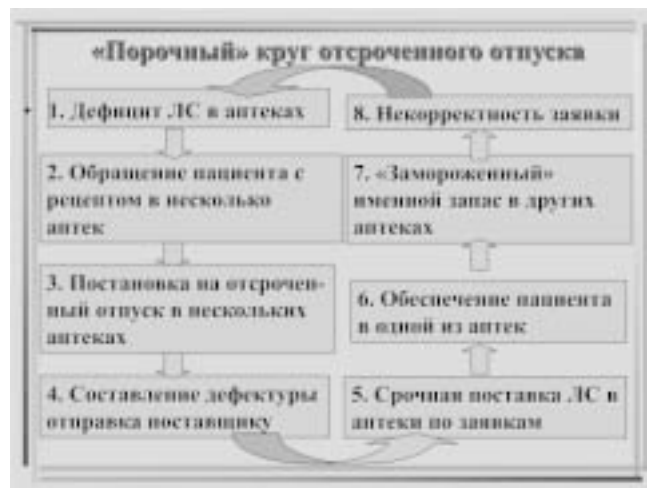 «Порочный» круг отсроченного отпуска
1. Дефицит ЛС в аптеках
2. Обращение пациента с
рецептом в несколько
аптек
3. Постановка на отсрочен-
ный отпуск в нескольких
аптеках
4. Составление дефектуры
отправка поставщику
5. Срочная поставка ЛС в
аптеки по заявкам
6. Обеспечение пациента
в одной из аптек
7. «Замороженный»
именной запас в других
аптеках
8. Некорректность заявки